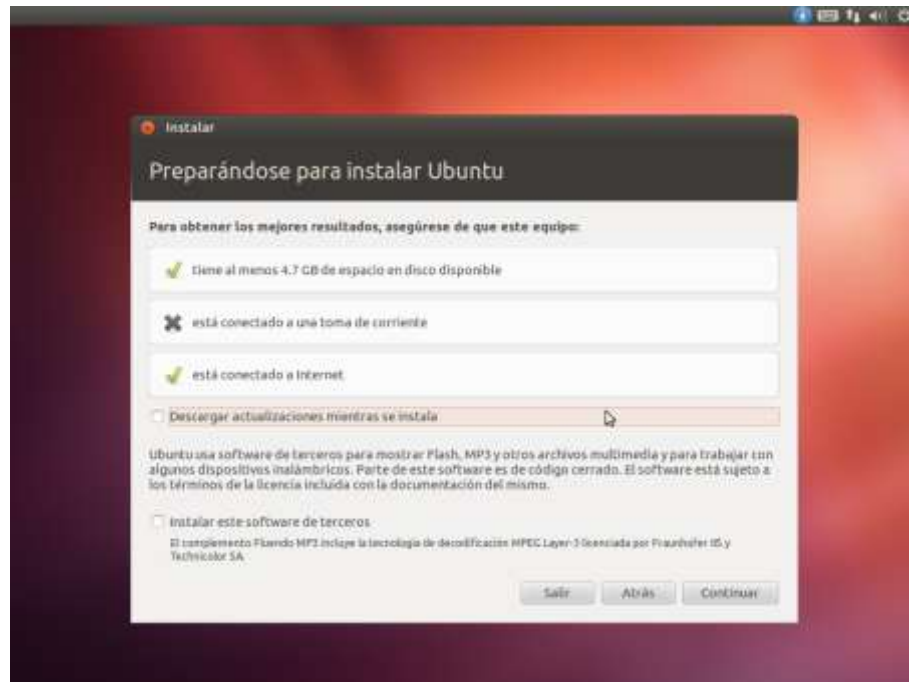 Instalar
Preparándose para instalar Ubuntu
Para obtener los mejores resultados, asegúrese de que este equipo:
tiene al menos 4.7 GB de espacio en disco disponible
está conectado a una toma de corriente
está conectado a Internet
Descargar actualizaciones mientras se instala
Ubuntu usa software de terceros para mostrar Flash, MP3 y otros archivos multimedia y para trabajar con
algunos dispositivos inalámbricos. Parte de este software es de código cerrado. El software está sujeto a
los términos de la licencia incluida con la documentación del mismo.
Instalar este software de terceros
El complemento Fluendo MP3 incluye la tecnología de decodificación MPEG Layer-3 licenciada por Fraunhofer IIS y
Technicolor SA
Salir Atrás Continuar